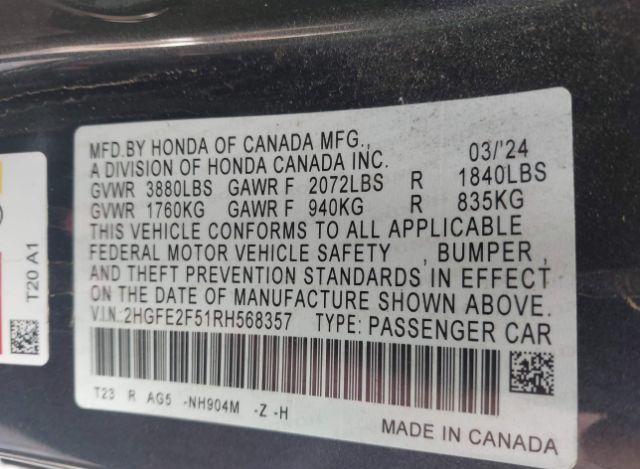 MFD.BY HONDA OF CANADA MFG., 03/'24
A DIVISION OF HONDA CANADA INC.
GVWR 3880LBS GAWR F 2072LBS R 1840LBS
GVWR 1760KG GAWR F 940KG R 835KG
THIS VEHICLE CONFORMS TO ALL APPLICABLE
FEDERAL MOTOR VEHICLE SAFETY , BUMPER ,
AND THEFT PREVENTION STANDARDS IN EFFECT
ON THE DATE OF MANUFACTURE SHOWN ABOVE.
V.I.N.:2HGFE2F51RH568357 TYPE: PASSENGER CAR
T23 R AG5 -NH904M -Z -H
MADE IN CANADA
T20 A1